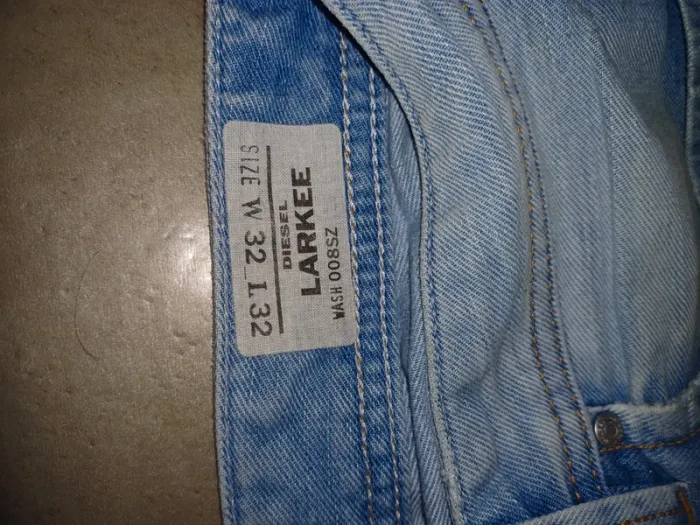 SIZE W 32 L 32
DIESEL
LARKEE
WASH 008SZ